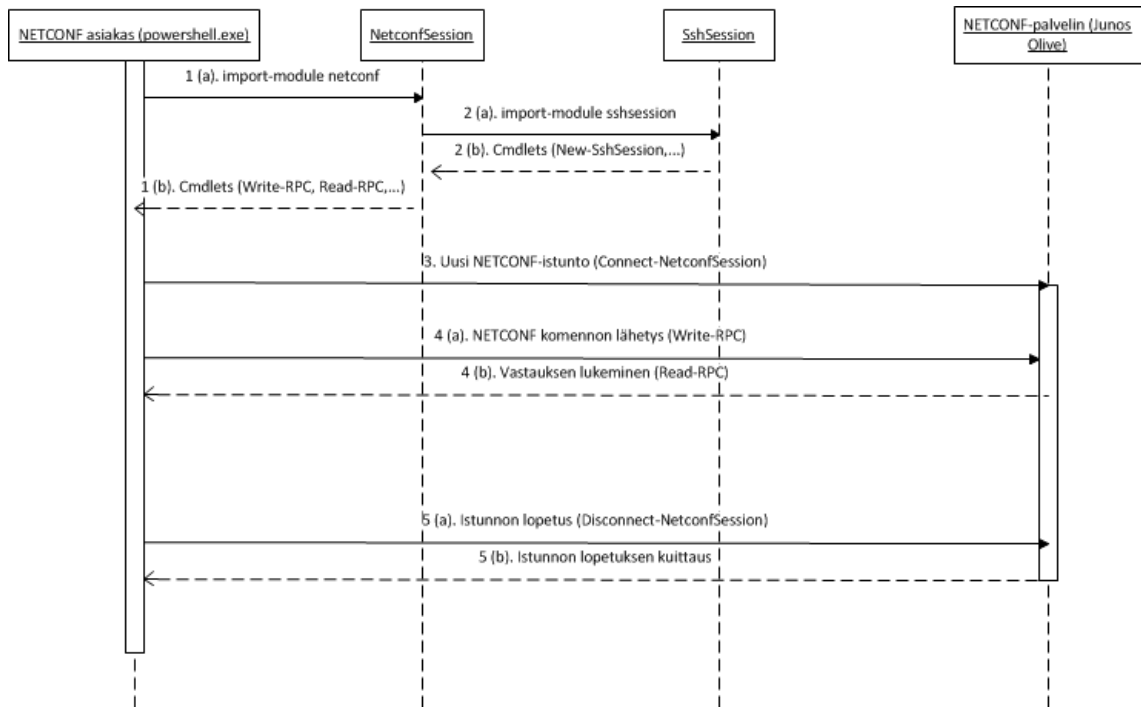 NETCONF asiakas (powershell.exe)
NetconfSession
SshSession
NETCONF-palvelin (Junos
Olive)
1 (a). import-module netconf
2 (a). import-module sshsession
2 (b). Cmdlets (New-SshSession,...)
1 (b). Cmdlets (Write-RPC, Read-RPC,...)
3. Uusi NETCONF-istunto (Connect-NetconfSession)
4 (a). NETCONF komennon lähetys (Write-RPC)
4 (b). Vastauksen lukeminen (Read-RPC)
5 (a). Istunnon lopetus (Disconnect-NetconfSession)
5 (b). Istunnon lopetuksen kuittaus